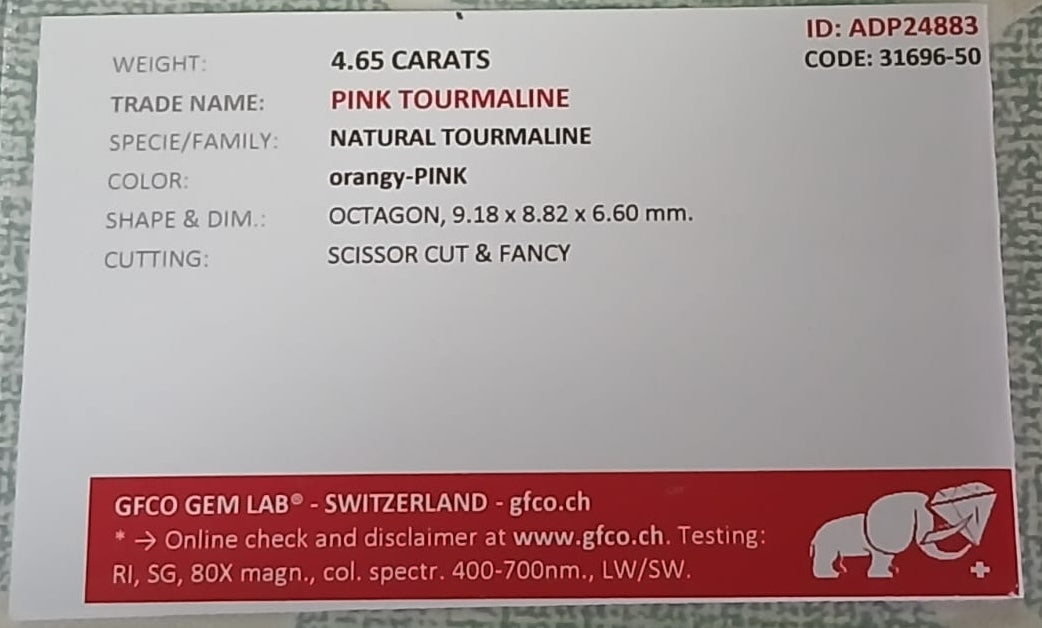 ID: ADP24883
CODE: 31696-50
WEIGHT: 4.65 CARATS
TRADE NAME: PINK TOURMALINE
SPECIE/FAMILY: NATURAL TOURMALINE
COLOR: orangy-PINK
SHAPE & DIM.: OCTAGON, 9.18 x 8.82 x 6.60 mm.
CUTTING: SCISSOR CUT & FANCY
GFCO GEM LAB® - SWITZERLAND - gfco.ch
* → Online check and disclaimer at www.gfco.ch. Testing:
RI, SG, 80X magn., col. spectr. 400-700nm., LW/SW.